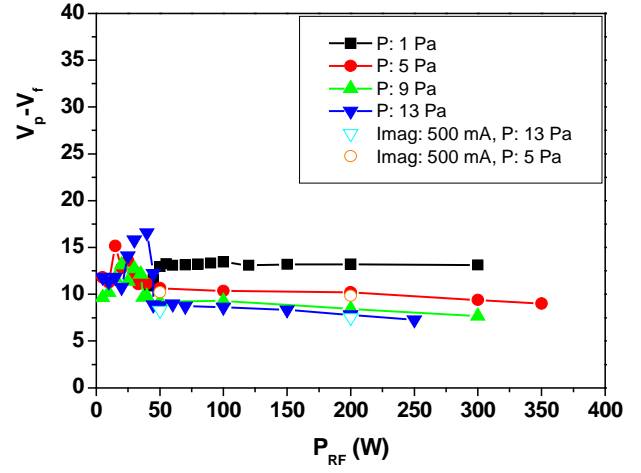 40
35
30
25
20
15
10
5
0
V_p-V_f
P: 1 Pa
P: 5 Pa
P: 9 Pa
P: 13 Pa
Imag: 500 mA, P: 13 Pa
Imag: 500 mA, P: 5 Pa
0 50 100 150 200 250 300 350 400
P_RF (W)